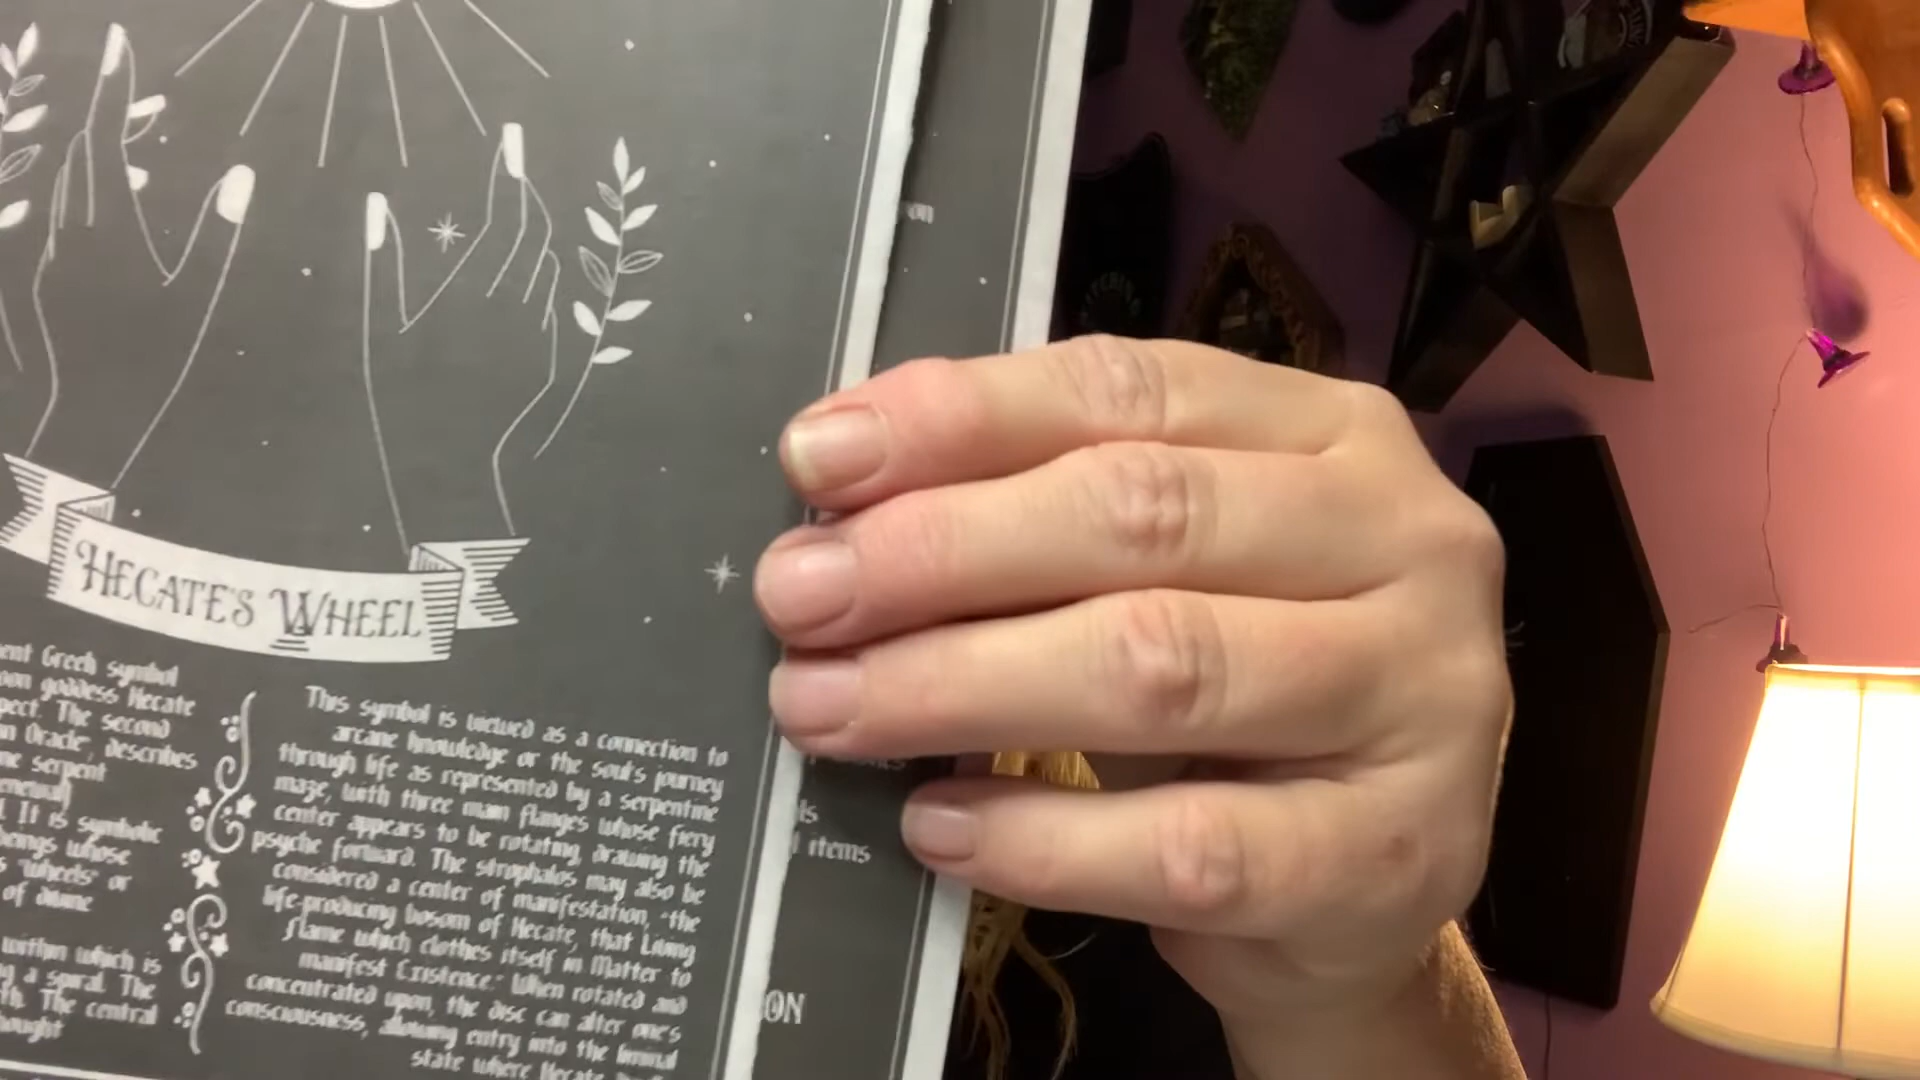 HECATE'S WHEEL
ent Greek symbol
oon goddess Hecate
pect. The second
n Oracle", describes
ne serpent
enewal)
l. It is symbolic
beings whose
s "Wheels" or
of divine
within which is
g a spiral. The
th. The central
hought
This symbol is viewed as a connection to
arcane knowledge or the soul's journey
through life as represented by a serpentine
maze, with three main flanges whose fiery
center appears to be rotating, drawing the
psyche forward. The strophalos may also be
considered a center of manifestation, "the
life-producing bosom of Hecate, that Living
Flame which clothes itself in Matter to
manifest Existence." When rotated and
concentrated upon, the disc can alter one's
consciousness, allowing entry into the liminal
state where Hecate
on
ls
items
ON